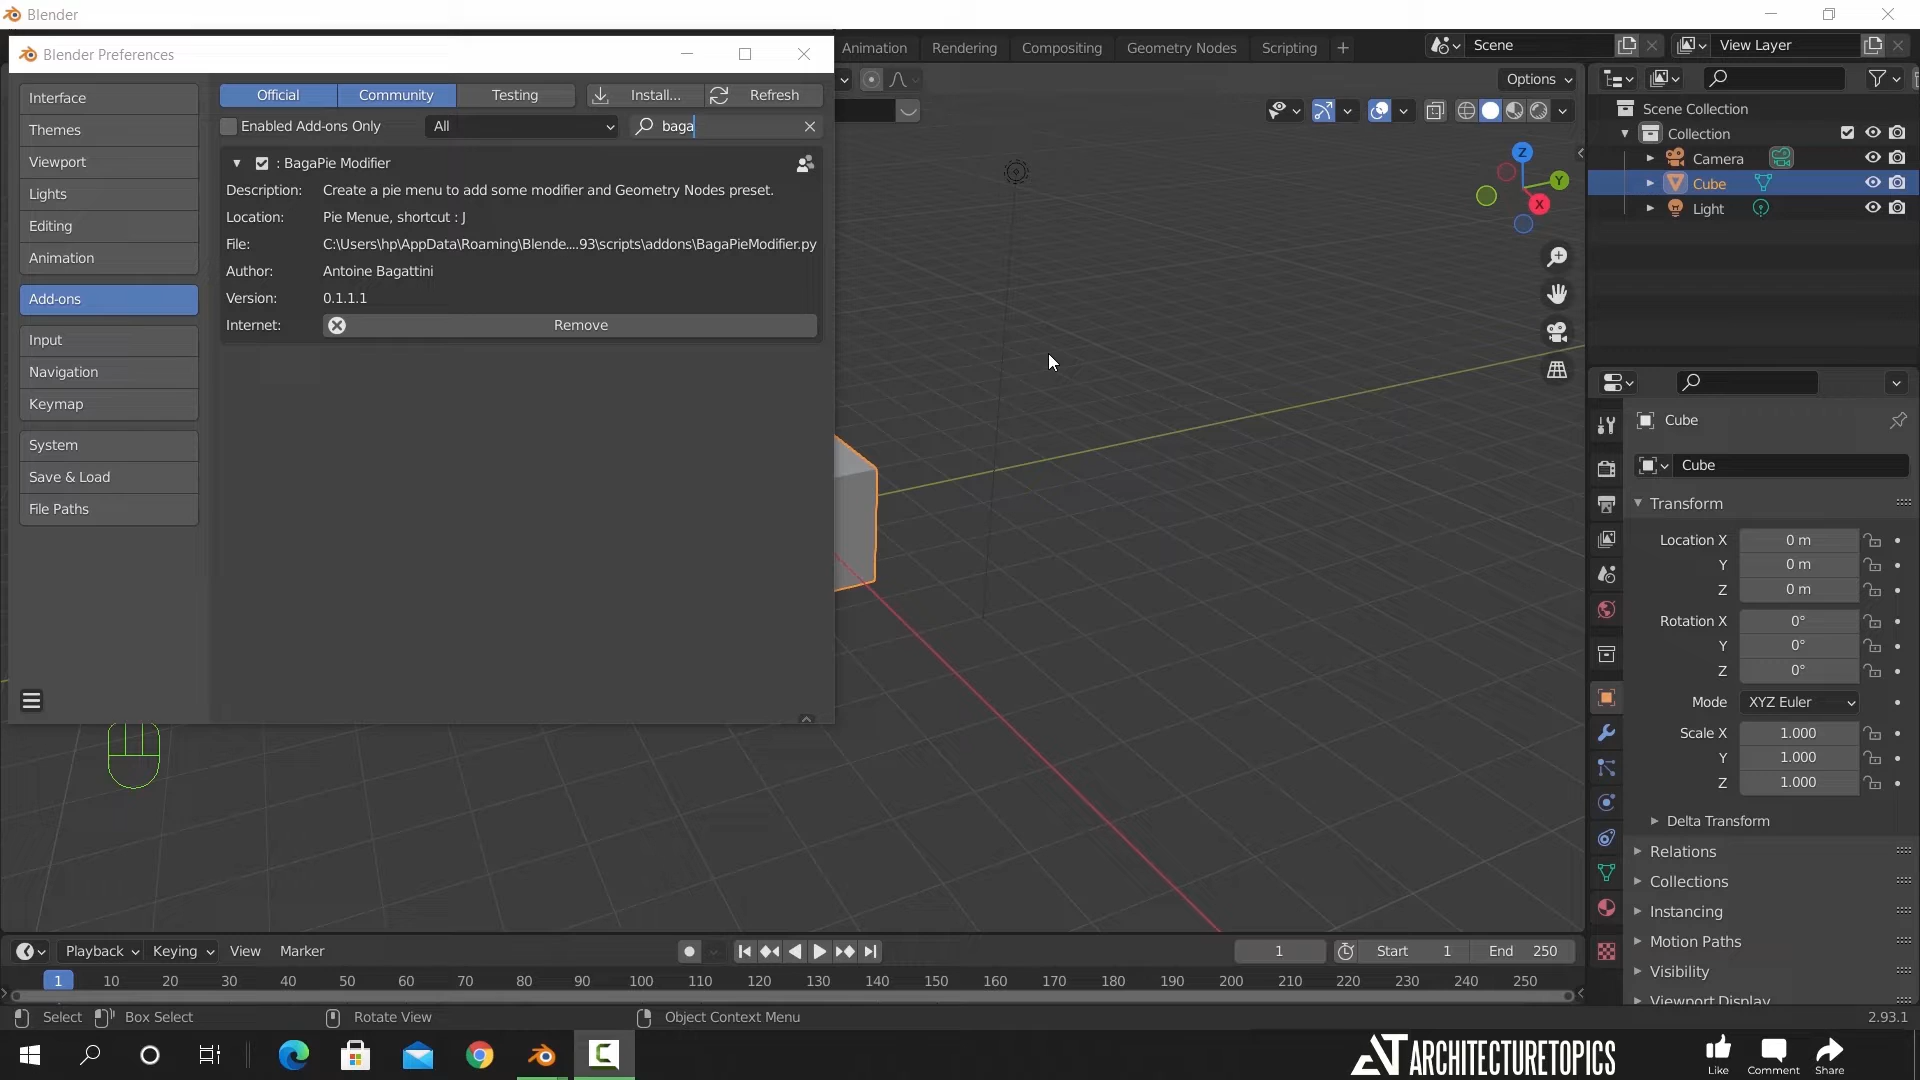 Blender
Blender Preferences
Animation Rendering Compositing Geometry Nodes Scripting
Scene
View Layer
Interface
Themes
Viewport
Lights
Editing
Animation
Add-ons
Input
Navigation
Keymap
System
Save & Load
File Paths
Official Community Testing Install... Refresh
Enabled Add-ons Only All baga
: BagaPie Modifier
Description: Create a pie menu to add some modifier and Geometry Nodes preset.
Location: Pie Menue, shortcut : J
File: C:\Users\hp\AppData\Roaming\Blende....93\scripts\addons\BagaPieModifier.py
Author: Antoine Bagattini
Version: 0.1.1.1
Internet: Remove
Options
Z
Y
X
Scene Collection
Collection
Camera
Cube
Light
Cube
Cube
Transform
Location X 0 m
Y 0 m
Z 0 m
Rotation X 0°
Y 0°
Z 0°
Mode XYZ Euler
Scale X 1.000
Y 1.000
Z 1.000
Delta Transform
Relations
Collections
Instancing
Motion Paths
Visibility
Viewport Display
Playback Keying View Marker
1 Start 1 End 250
1 10 20 30 40 50 60 70 80 90 100 110 120 130 140 150 160 170 180 190 200 210 220 230 240 250
Select Box Select Rotate View Object Context Menu 2.93.1
ARCHITECTURETOPICS
Like Comment Share